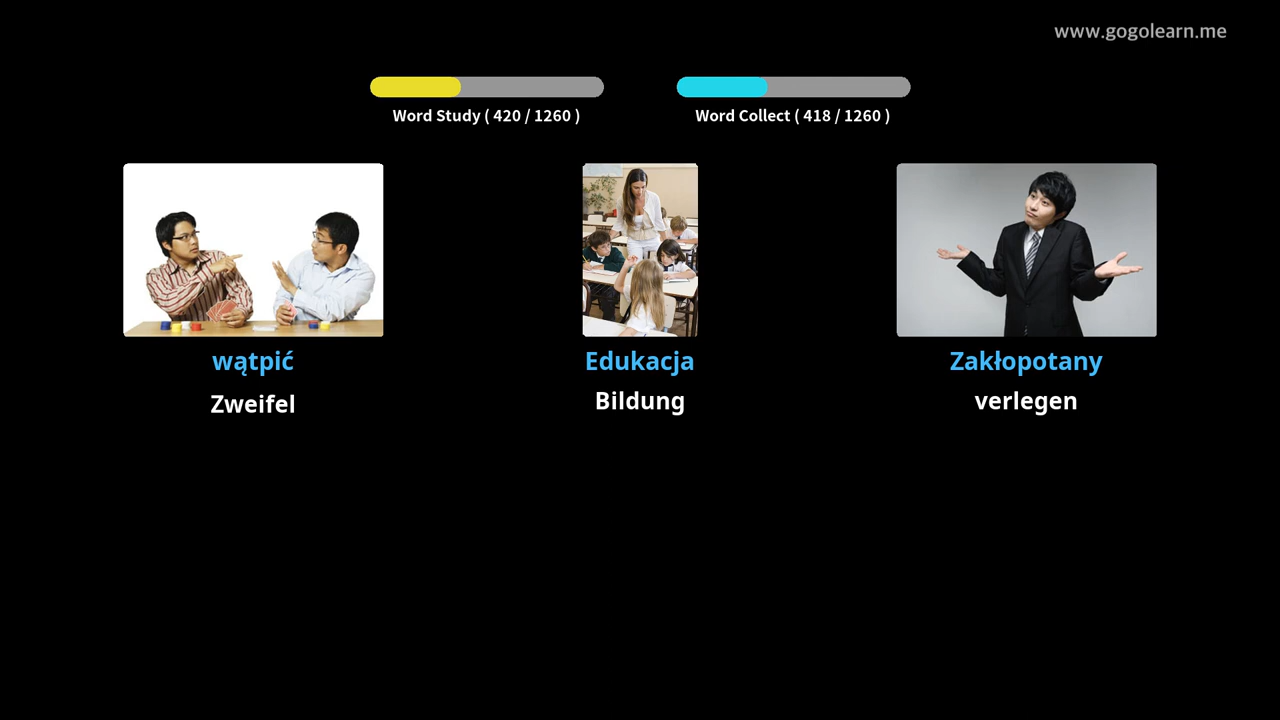 www.gogolearn.me
Word Study ( 420 / 1260 )
Word Collect ( 418 / 1260 )
wątpić
Zweifel
Edukacja
Bildung
Zakłopotany
verlegen